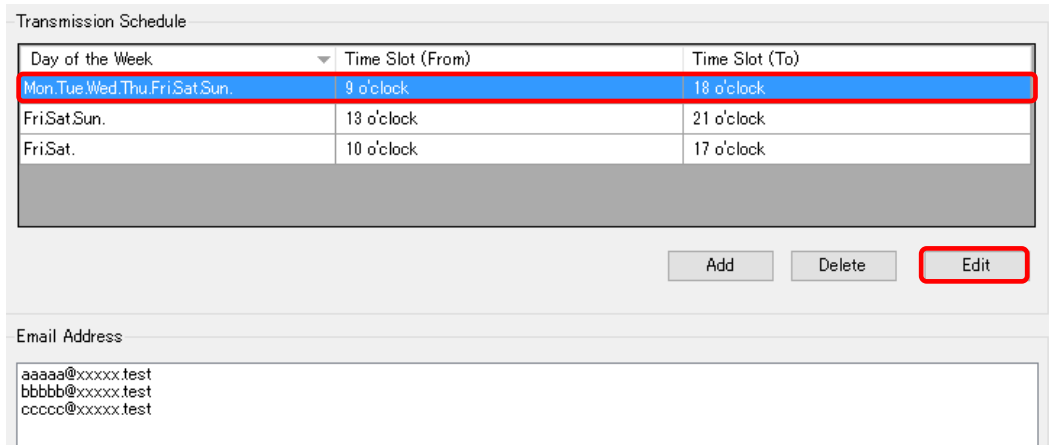 Transmission Schedule
Day of the Week Time Slot (From) Time Slot (To)
Mon.Tue.Wed.Thu.Fri.Sat.Sun. 9 o'clock 18 o'clock
Fri.Sat.Sun. 13 o'clock 21 o'clock
Fri.Sat. 10 o'clock 17 o'clock
Add Delete Edit
Email Address
aaaaa@xxxxx.test
bbbbb@xxxxx.test
ccccc@xxxxx.test